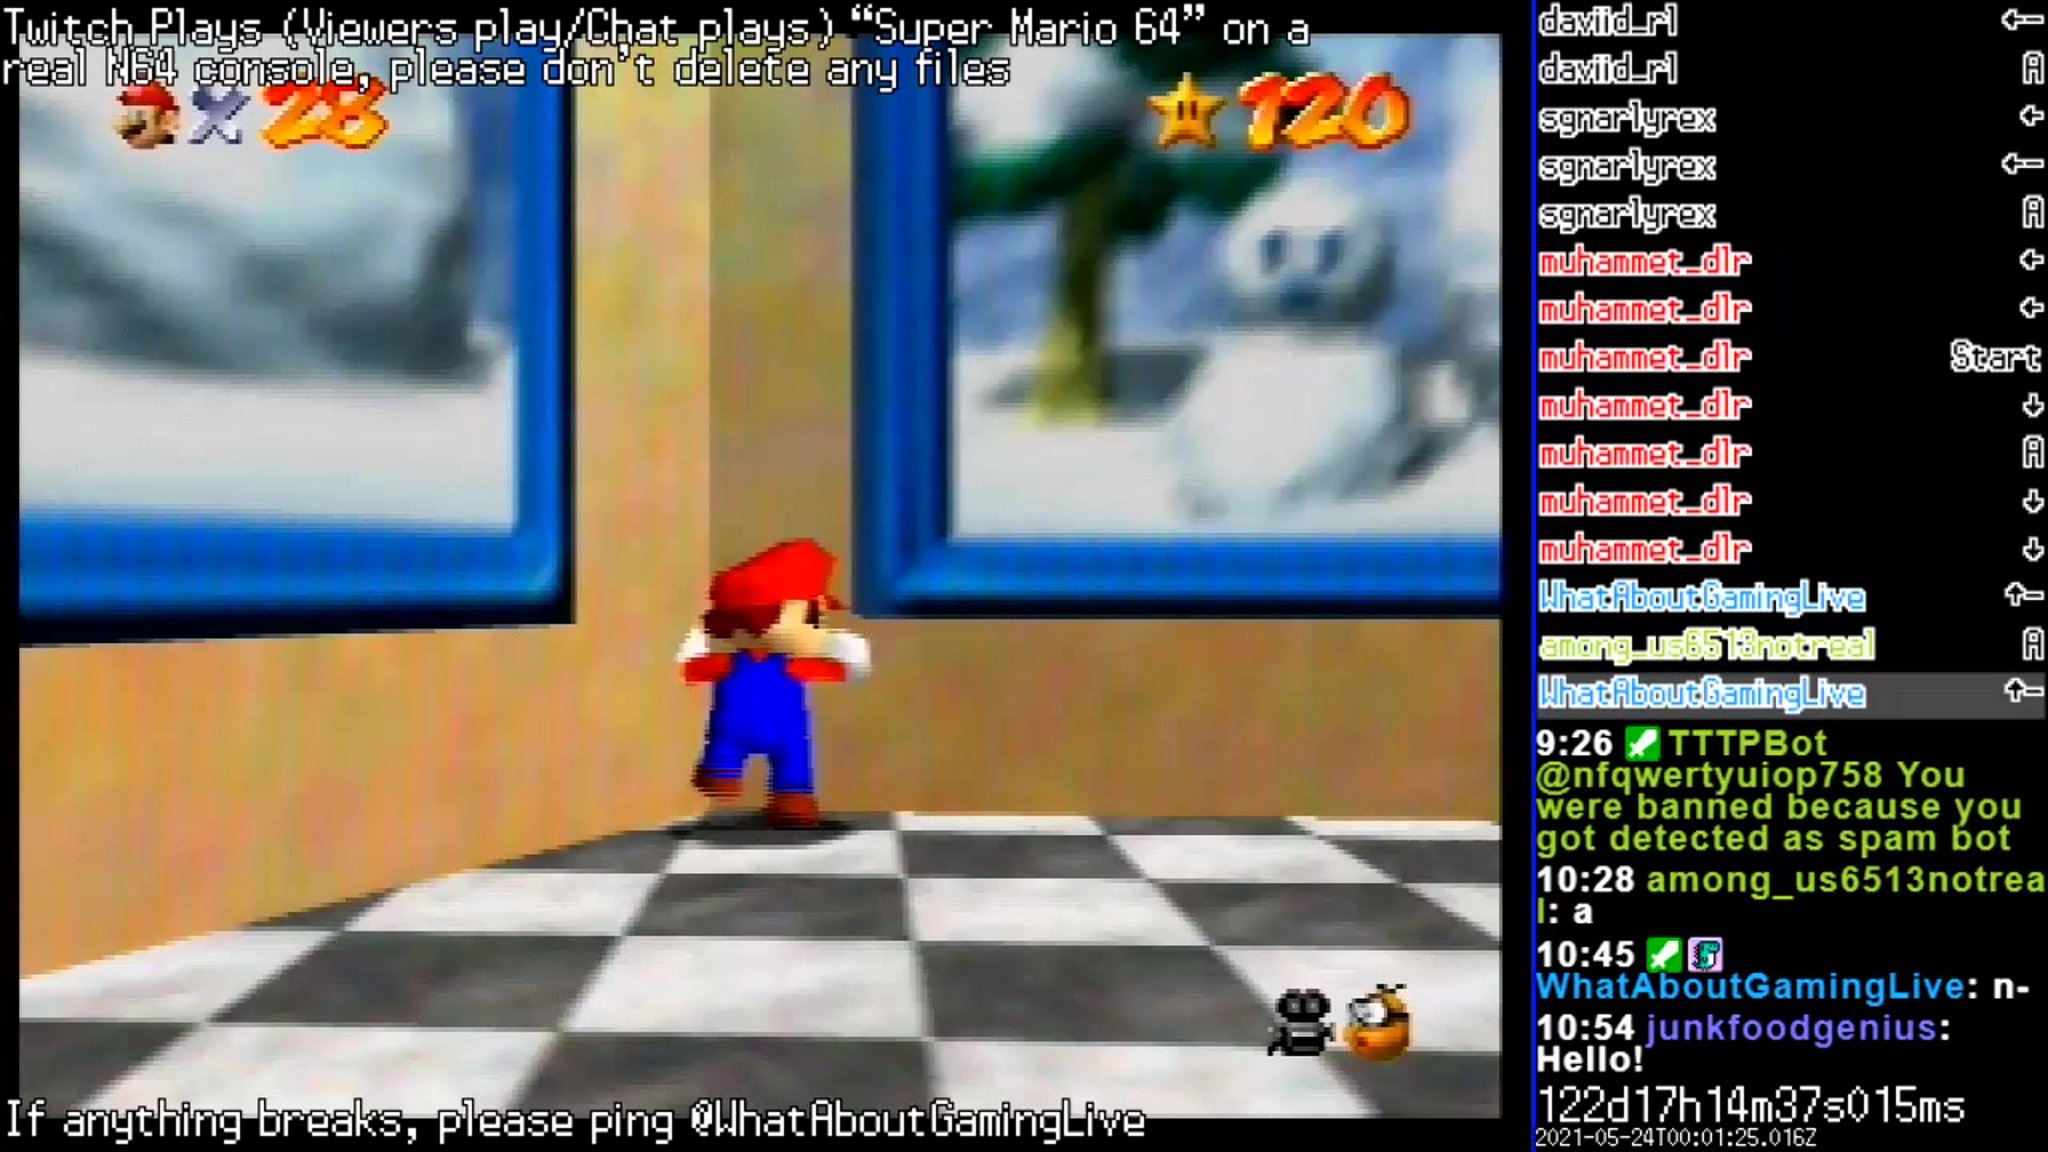 Twitch Plays (Viewers play/Chat plays) “Super Mario 64” on a
real N64 console, please don't delete any files
28
120
If anything breaks, please ping @WhatAboutGamingLive
daviid_rl ←–
daviid_rl A
sgnarlyrex ←
sgnarlyrex ←–
sgnarlyrex A
muhammet_dlr ←
muhammet_dlr ←
muhammet_dlr Start
muhammet_dlr ↓
muhammet_dlr A
muhammet_dlr ↓
muhammet_dlr ↓
WhatAboutGamingLive ↑–
among_us6513notreal A
WhatAboutGamingLive ↑–
9:26 TTTPBot
@nfqwertyuiop758 You
were banned because you
got detected as spam bot
10:28 among_us6513notrea
l: a
10:45
WhatAboutGamingLive: n-
10:54 junkfoodgenius:
Hello!
122d17h14m37s015ms
2021-05-24T00:01:25.016Z